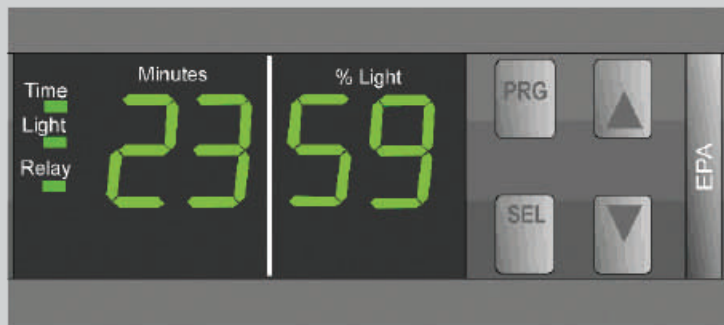 Minutes
% Light
Time
Light
Relay
23
59
PRG
SEL
EPA